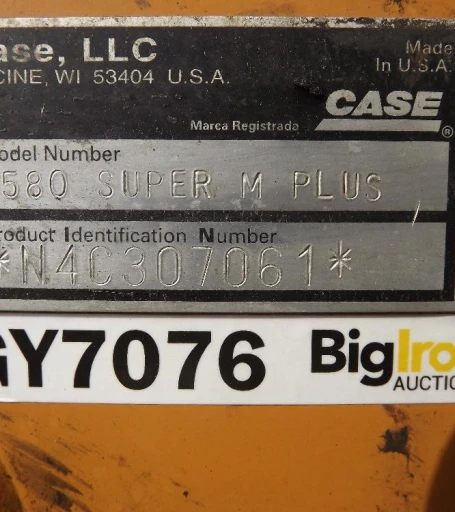 ase, LLC
CINE, WI 53404 U.S.A.
Made
In U.S.A.
CASE
®
Marca Registrada
odel Number
580 SUPER M PLUS
roduct Identification Number
*N4C307061*
GY7076
BigIro
AUCTIO